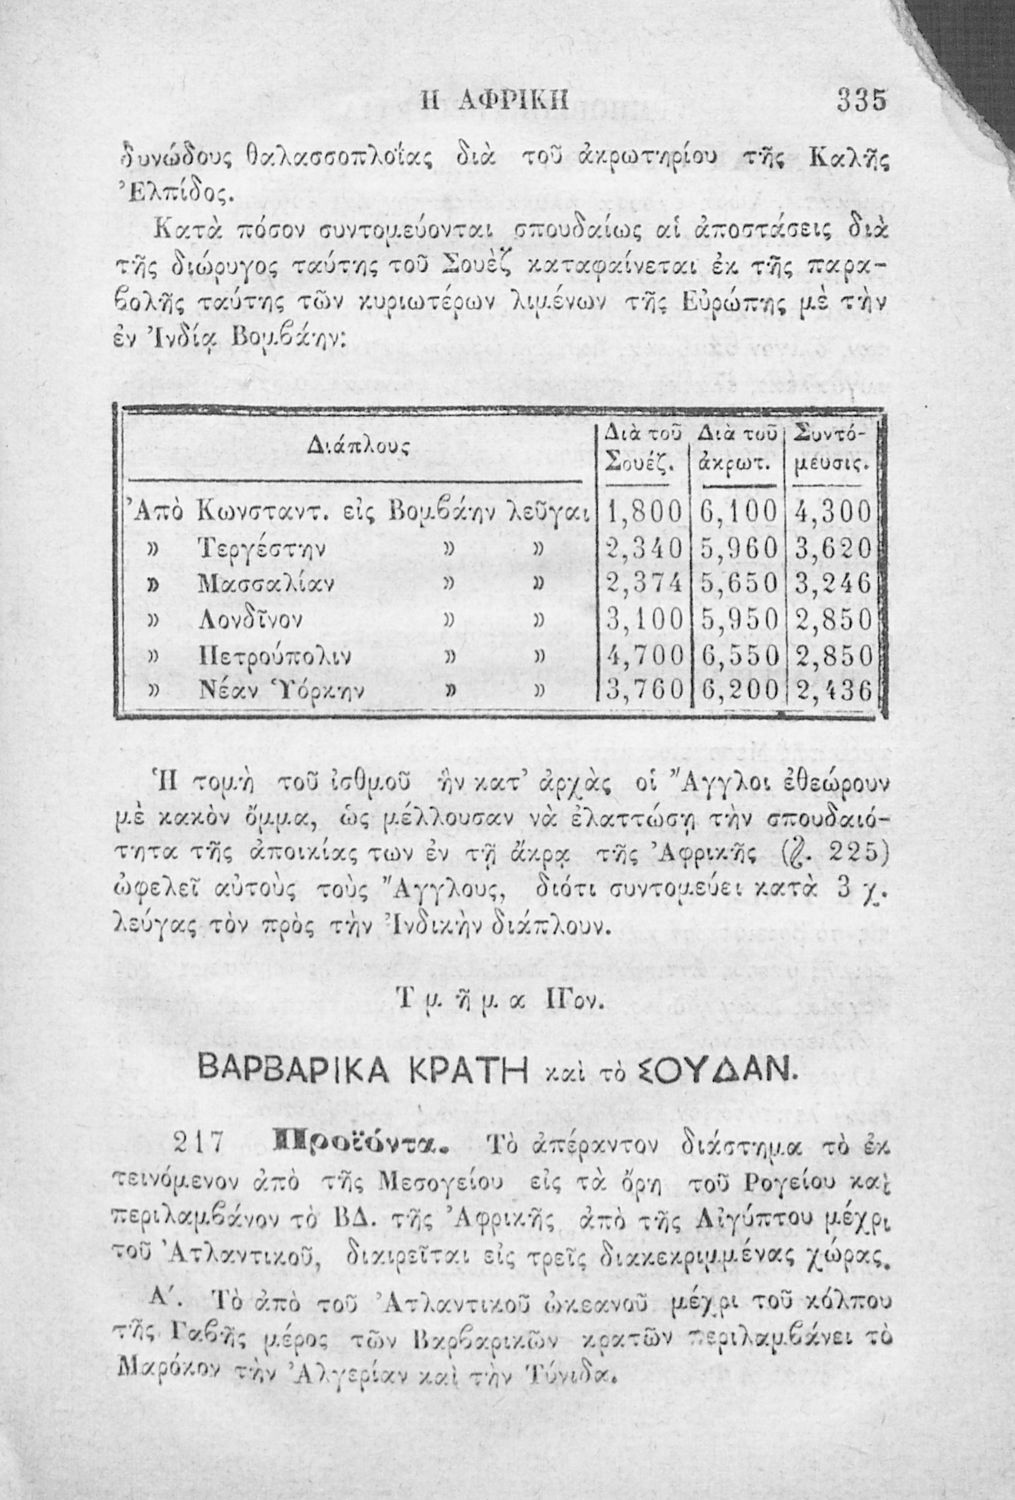 Η ΑΦΡΙΚΗ 335
δυνώδους θαλασσοπλοΐας διὰ τοῦ ἀκρωτηρίου τῆς Καλῆς
Ἐλπίδος.
Κατὰ πόσον συντομεύονται σπουδαίως αἱ ἀποστάσεις διὰ
τῆς διώρυγος ταύτης τοῦ Σουὲζ καταφαίνεται ἐκ τῆς παρα-
βολῆς ταύτης τῶν κυριωτέρων λιμένων τῆς Εὐρώπης μὲ τὴν
ἐν Ἰνδίᾳ Βομβάην:
Διάπλους Διὰ τοῦ Σουέζ. Διὰ τοῦ ἀκρωτ. Συντό-μευσις.
Ἀπὸ Κωνσταντ. εἰς Βομβάην λεῦγαι 1,800 6,100 4,300
» Τεργέστην » » 2,340 5,960 3,620
» Μασσαλίαν » » 2,374 5,650 3,246
» Λονδῖνον » » 3,100 5,950 2,850
» Πετρούπολιν » » 4,700 6,550 2,850
» Νέαν Ὑόρκην » » 3,760 6,200 2,436
Ἡ τομὴ τοῦ ἰσθμοῦ ἣν κατ’ ἀρχὰς οἱ Ἄγγλοι ἐθεώρουν
μὲ κακὸν ὄμμα, ὡς μέλλουσαν νὰ ἐλαττώσῃ τὴν σπουδαιό-
τητα τῆς ἀποικίας των ἐν τῇ ἄκρᾳ τῆς Ἀφρικῆς (ζ. 225)
ὠφελεῖ αὐτοὺς τοὺς Ἄγγλους, διότι συντομεύει κατὰ 3 χ.
λεύγας τὸν πρὸς τὴν Ἰνδικὴν διάπλουν.
Τμῆμα ΙΓον.
ΒΑΡΒΑΡΙΚΑ ΚΡΑΤΗ καὶ τὸ ΣΟΥΔΑΝ.
217 Προϊόντα. Τὸ ἀπέραντον διάστημα τὸ ἐκ
τεινόμενον ἀπὸ τῆς Μεσογείου εἰς τὰ ὄρη τοῦ Ρογείου καὶ
περιλαμβάνον τὸ ΒΔ. τῆς Ἀφρικῆς ἀπὸ τῆς Αἰγύπτου μέχρι
τοῦ Ἀτλαντικοῦ, διαιρεῖται εἰς τρεῖς διακεκριμμένας χώρας.
Α΄. Τὸ ἀπὸ τοῦ Ἀτλαντικοῦ ὠκεανοῦ μέχρι τοῦ κόλπου
τῆς Γαβῆς μέρος τῶν Βαρβαρικῶν κρατῶν περιλαμβάνει τὸ
Μαρόκον τὴν Ἀλγερίαν καὶ τὴν Τύνιδα.